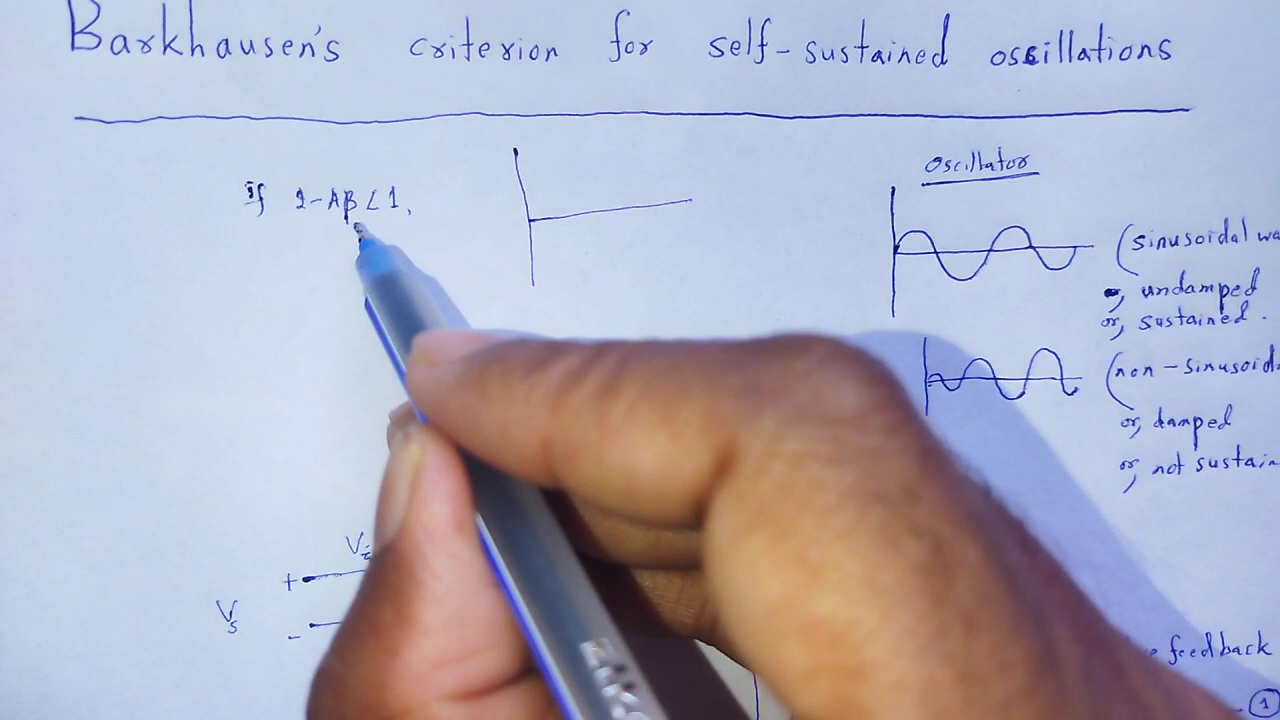 Barkhausen's criterion for self-sustained oscillations
if 1-Aβ<1,
Oscillator
(sinusoidal
or, undamped
or, sustained.
(non-sinusoid
or, damped
or, not sustain
Vi
+
Vs
-
feedback
1